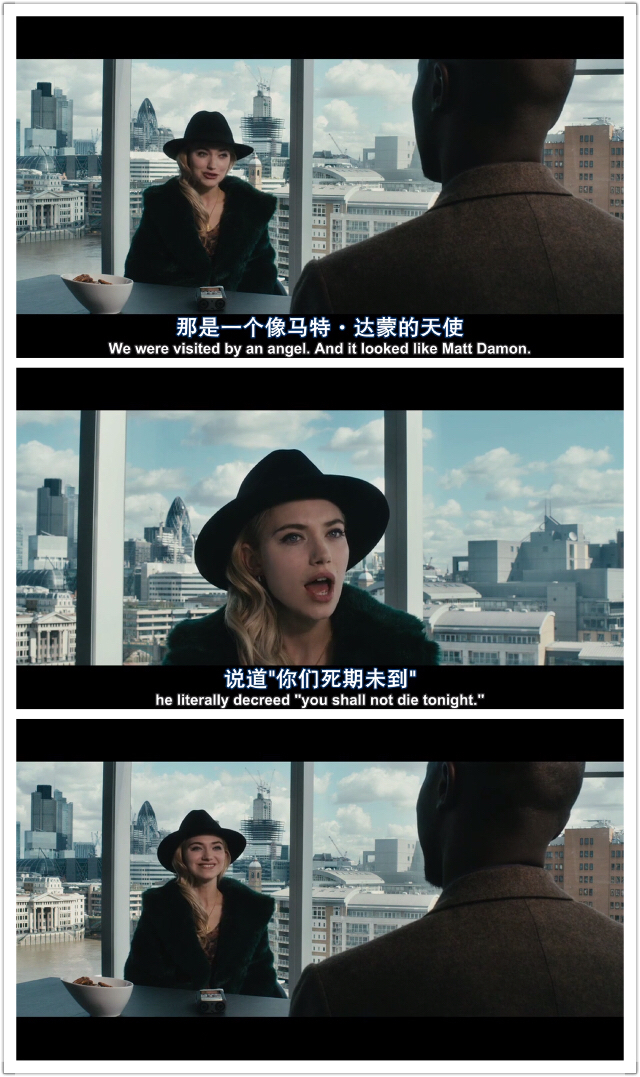 那是一个像马特·达蒙的天使
We were visited by an angel. And it looked like Matt Damon.
说道"你们死期未到"
he literally decreed "you shall not die tonight."